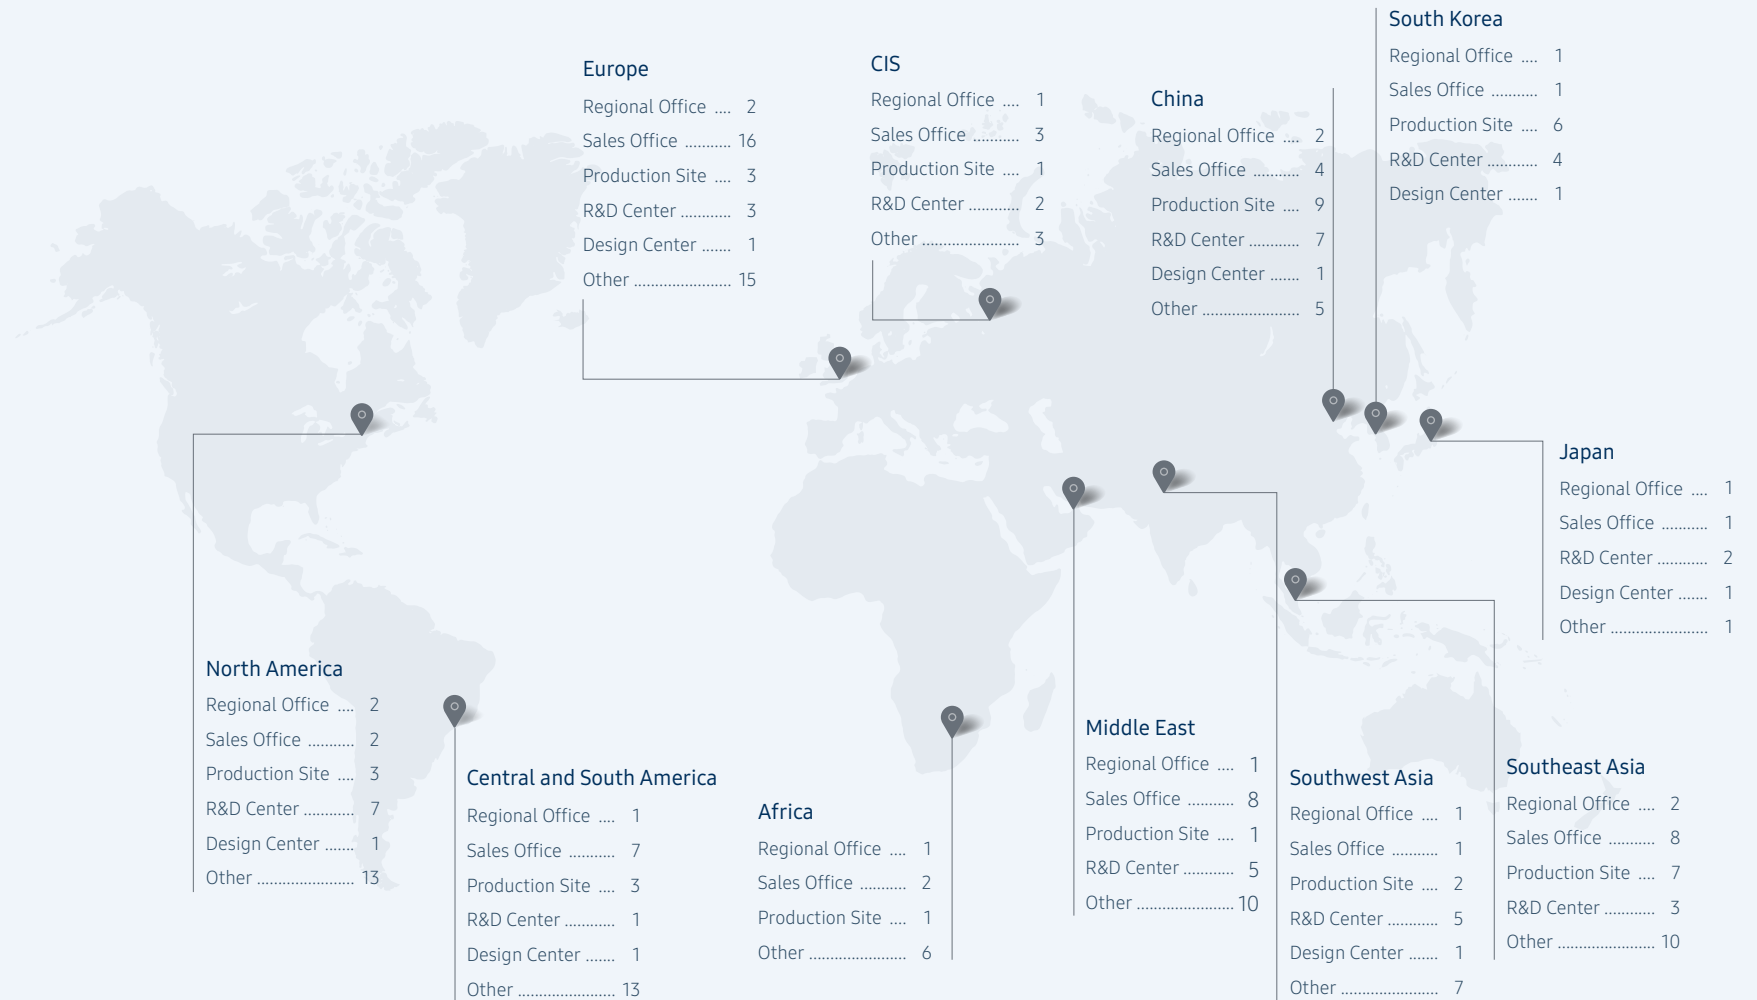 Europe
Regional Office .... 2
Sales Office ........... 16
Production Site .... 3
R&D Center ............ 3
Design Center ....... 1
Other ....................... 15
CIS
Regional Office .... 1
Sales Office ........... 3
Production Site .... 1
R&D Center ............ 2
Other ....................... 3
China
Regional Office .... 2
Sales Office ........... 4
Production Site .... 9
R&D Center ............ 7
Design Center ....... 1
Other ....................... 5
South Korea
Regional Office .... 1
Sales Office ........... 1
Production Site .... 6
R&D Center ............ 4
Design Center ....... 1
Japan
Regional Office .... 1
Sales Office ........... 1
R&D Center ............ 2
Design Center ....... 1
Other ....................... 1
North America
Regional Office .... 2
Sales Office ........... 2
Production Site .... 3
R&D Center ............ 7
Design Center ....... 1
Other ....................... 13
Central and South America
Regional Office .... 1
Sales Office ........... 7
Production Site .... 3
R&D Center ............ 1
Design Center ....... 1
Other ....................... 13
Africa
Regional Office .... 1
Sales Office ........... 2
Production Site .... 1
Other ....................... 6
Middle East
Regional Office .... 1
Sales Office ........... 8
Production Site .... 1
R&D Center ............ 5
Other ....................... 10
Southwest Asia
Regional Office .... 1
Sales Office ........... 1
Production Site .... 2
R&D Center ............ 5
Design Center ....... 1
Other ....................... 7
Southeast Asia
Regional Office .... 2
Sales Office ........... 8
Production Site .... 7
R&D Center ............ 3
Other ....................... 10